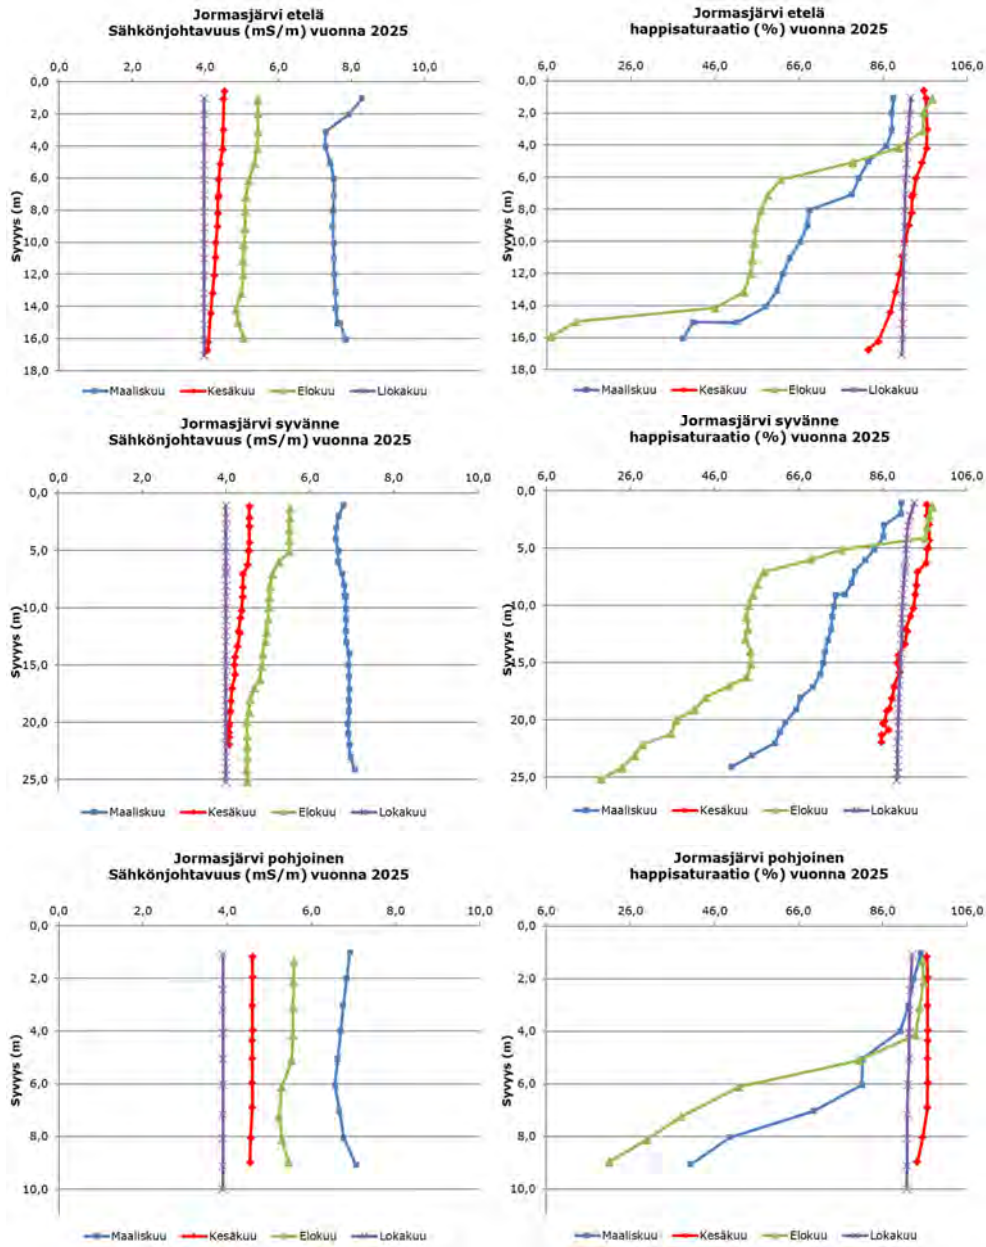 Jormasjärvi etelä
Sähkönjohtavuus (mS/m) vuonna 2025
0,0 2,0 4,0 6,0 8,0 10,0
0,0
2,0
4,0
6,0
8,0
10,0
12,0
14,0
16,0
18,0
Syvyys (m)
Maaliskuu Kesäkuu Elokuu Llokakuu
Jormasjärvi etelä
happisaturaatio (%) vuonna 2025
6,0 26,0 46,0 66,0 86,0 106,0
0,0
2,0
4,0
6,0
8,0
10,0
12,0
14,0
16,0
18,0
Syvyys (m)
Maaliskuu Kesäkuu Elokuu Llokakuu
Jormasjärvi syvänne
Sähkönjohtavuus (mS/m) vuonna 2025
0,0 2,0 4,0 6,0 8,0 10,0
0,0
5,0
10,0
15,0
20,0
25,0
Syvyys (m)
Maaliskuu Kesäkuu Elokuu Lokakuu
Jormasjärvi syvänne
happisaturaatio (%) vuonna 2025
6,0 26,0 46,0 66,0 86,0 106,0
0,0
5,0
10,0
15,0
20,0
25,0
Syvyys (m)
Maaliskuu Kesäkuu Elokuu Lokakuu
Jormasjärvi pohjoinen
Sähkönjohtavuus (mS/m) vuonna 2025
0,0 2,0 4,0 6,0 8,0 10,0
0,0
2,0
4,0
6,0
8,0
10,0
Syvyys (m)
Maaliskuu Kesäkuu Elokuu Lokakuu
Jormasjärvi pohjoinen
happisaturaatio (%) vuonna 2025
6,0 26,0 46,0 66,0 86,0 106,0
0,0
2,0
4,0
6,0
8,0
10,0
Syvyys (m)
Maaliskuu Kesäkuu Elokuu Lokakuu